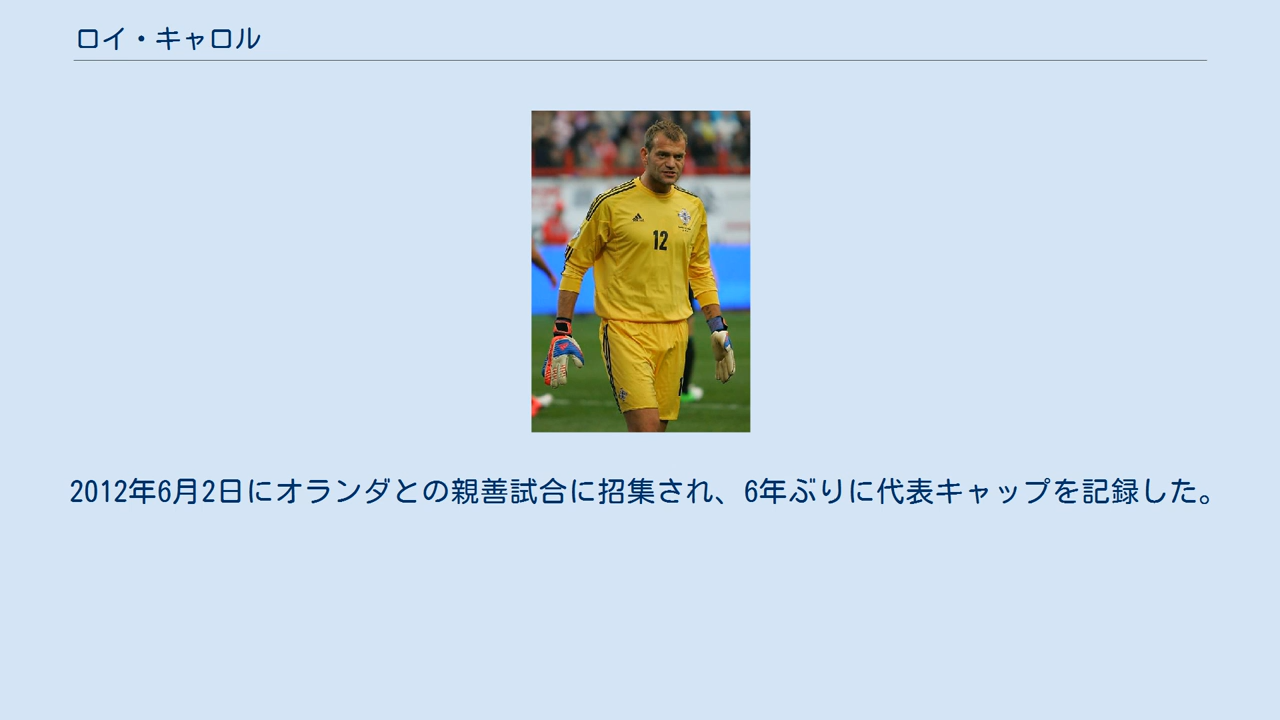 ロイ・キャロル
12
2012年6月2日にオランダとの親善試合に招集され、6年ぶりに代表キャップを記録した。